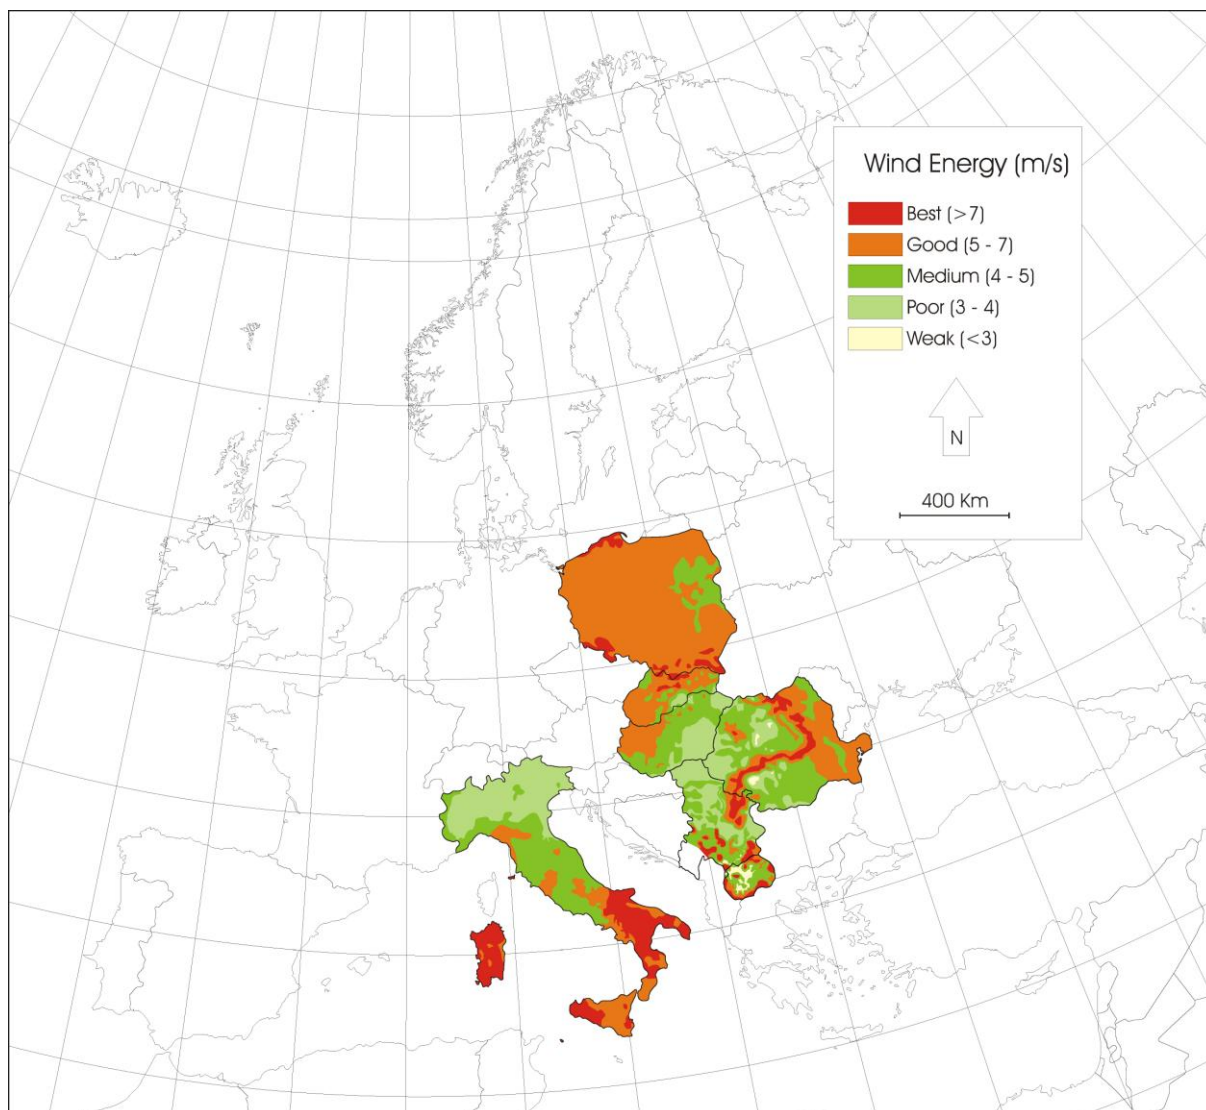 Wind Energy (m/s)
Best (>7)
Good (5 - 7)
Medium (4 - 5)
Poor (3 - 4)
Weak (<3)
N
400 Km